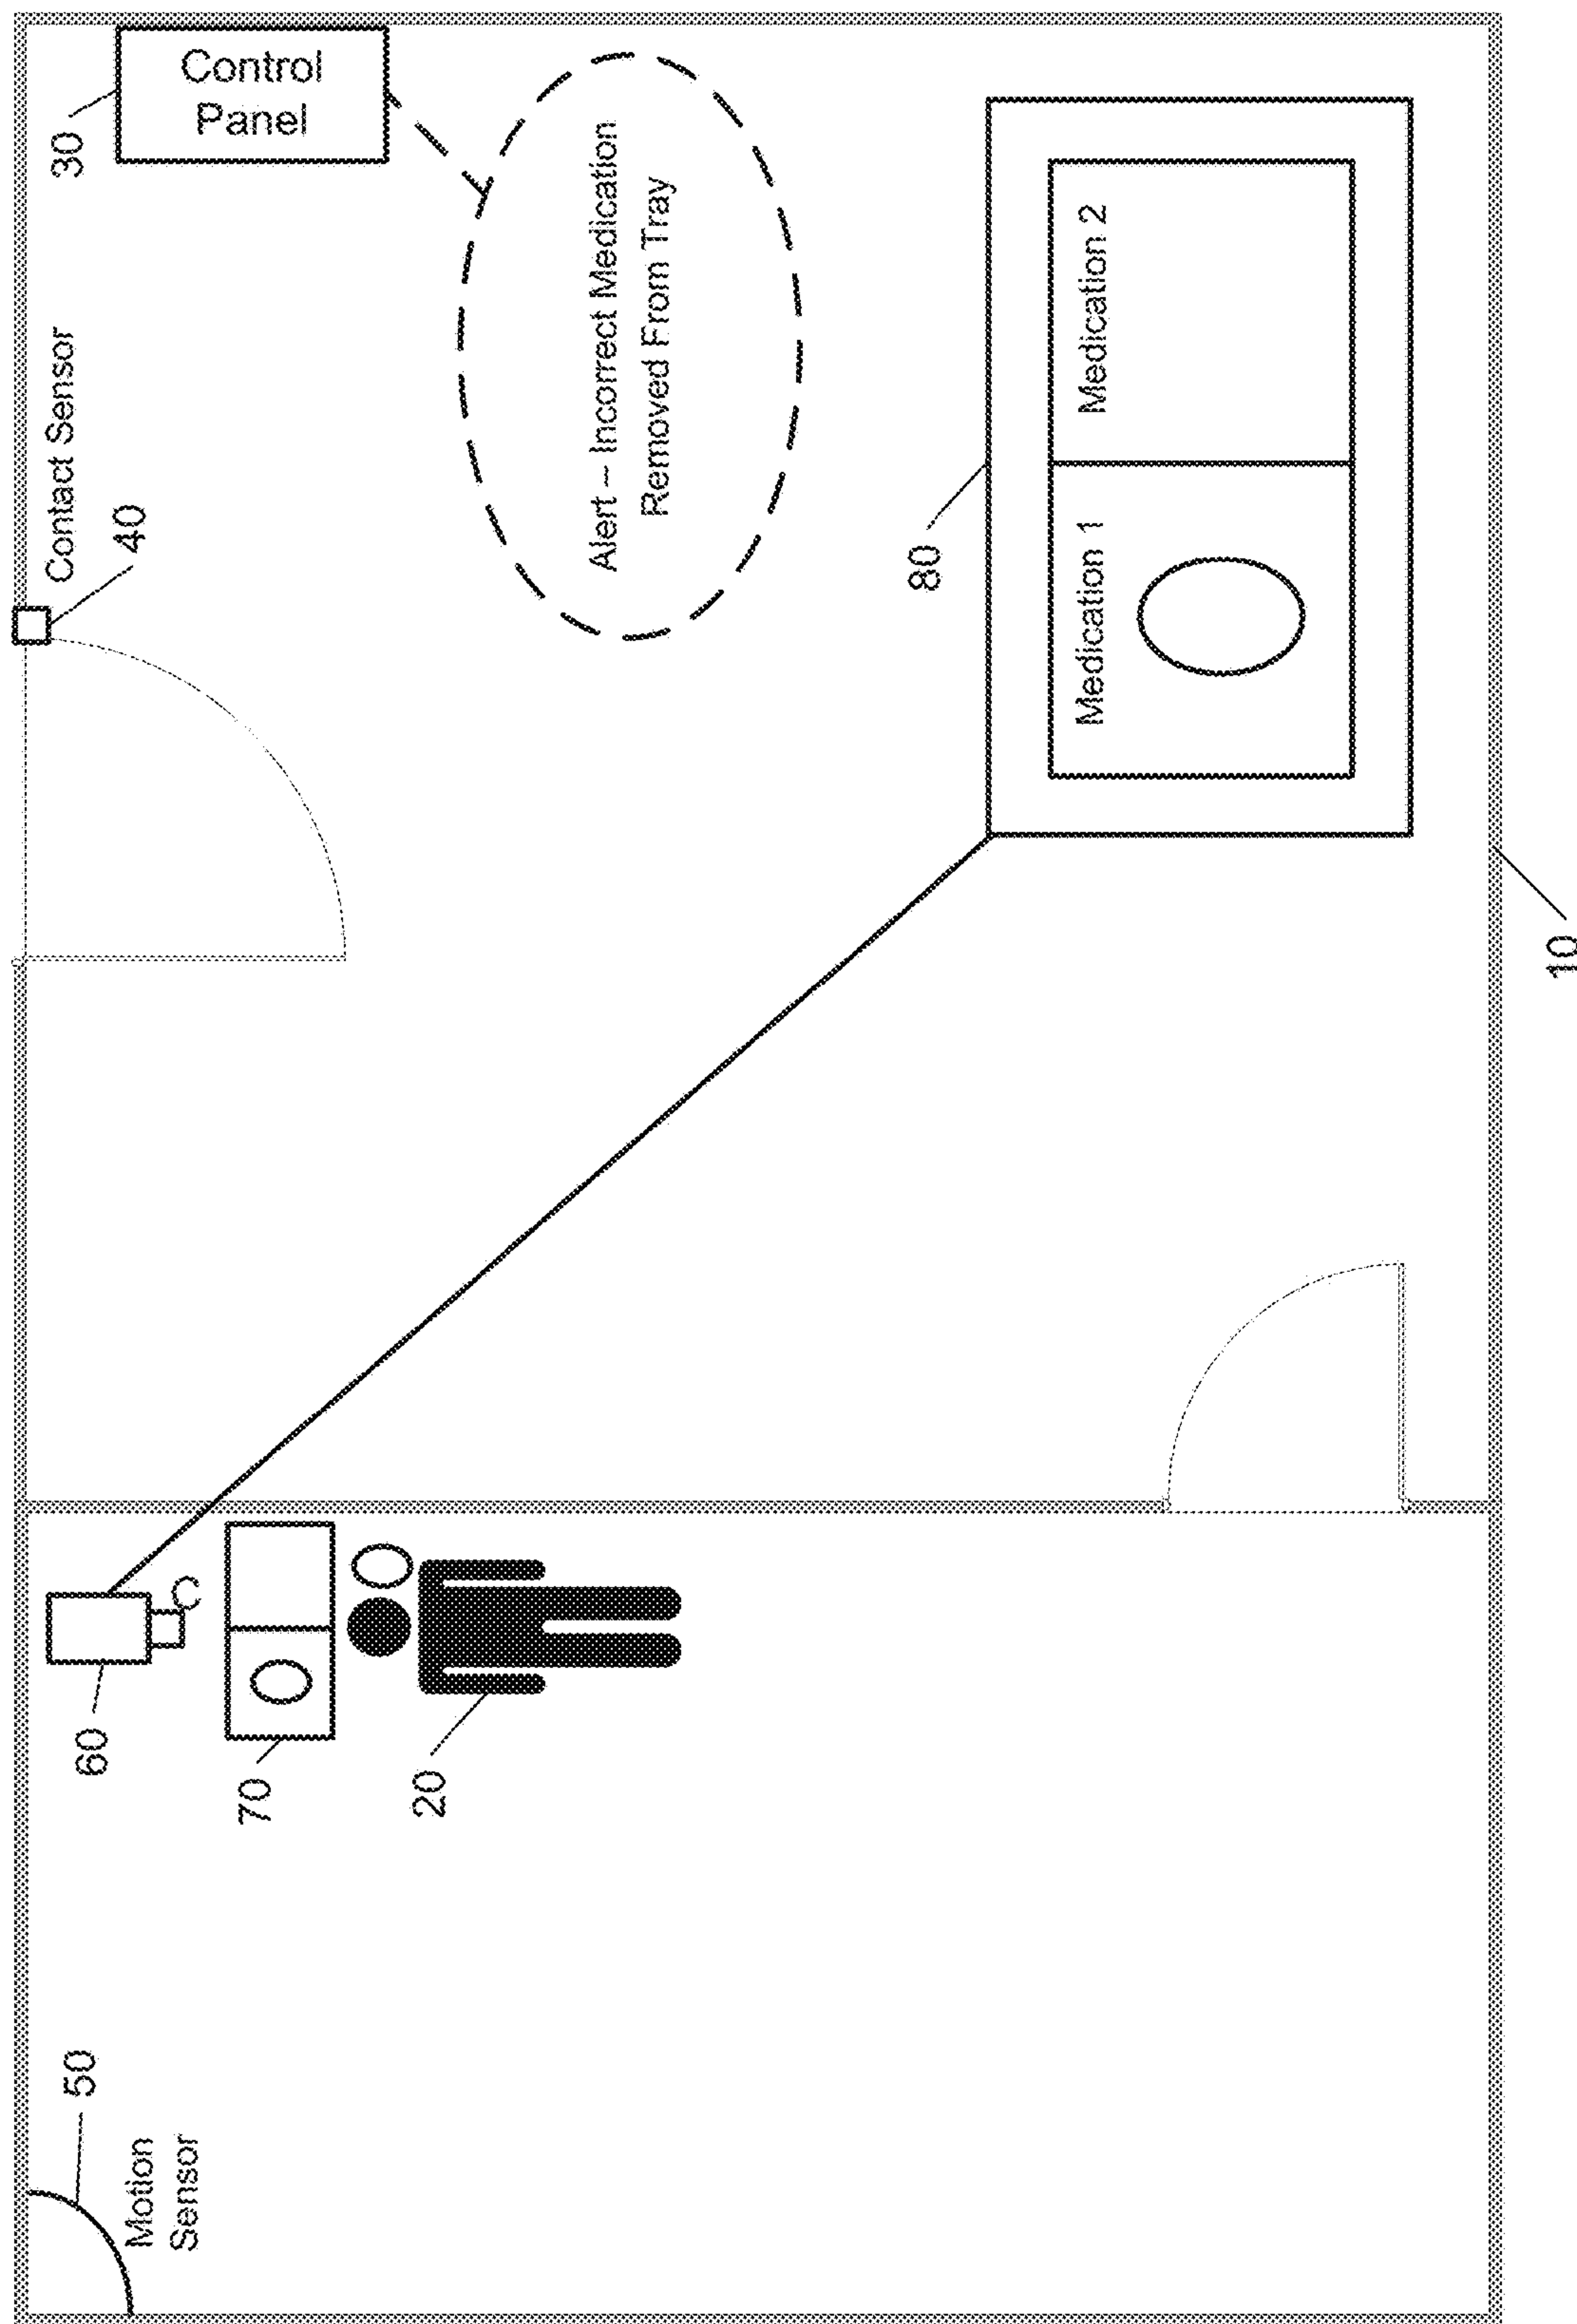 50
Motion
Sensor
60
C
70
20
Contact Sensor
40
30
Control
Panel
Alert – Incorrect Medication
Removed From Tray
80
Medication 1
Medication 2
10